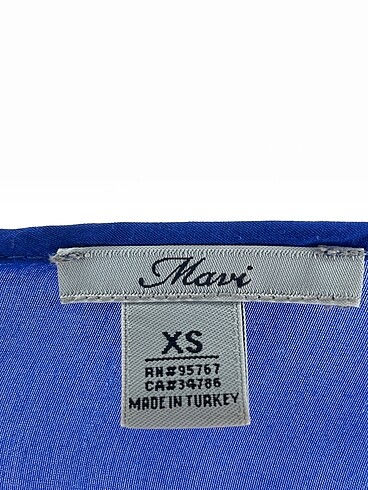 Mavi
XS
RN#95767
CA#34786
MADE IN TURKEY